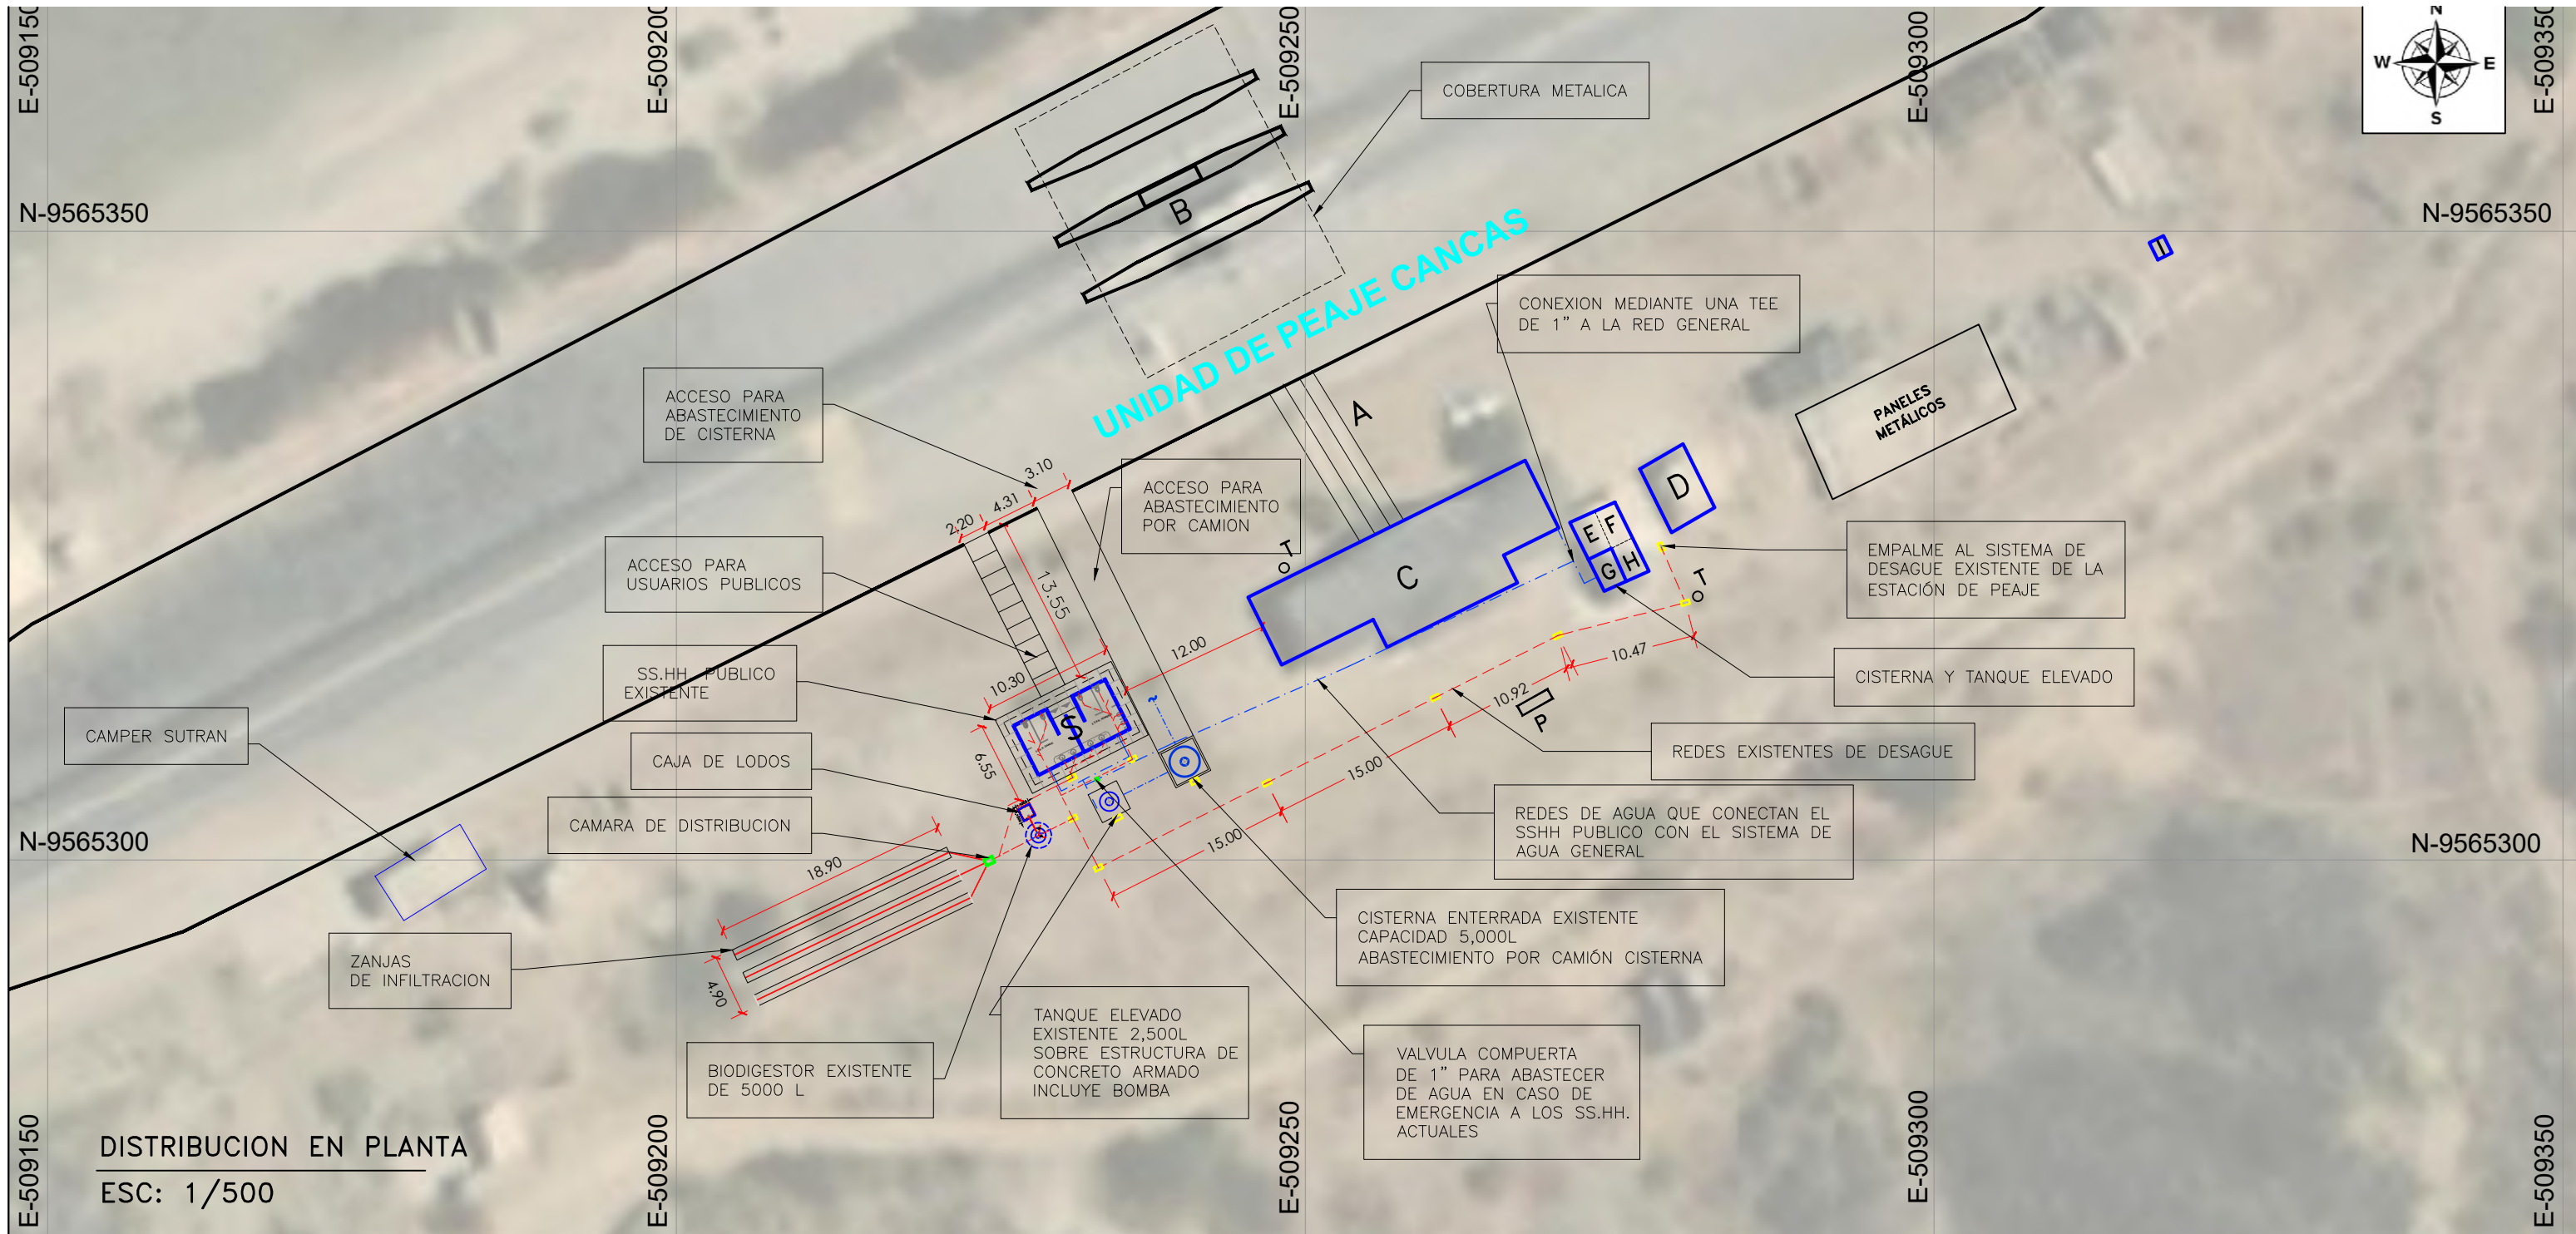 E-509150
E-509200
E-509250
E-509300
E-509350
N
W
E
S
COBERTURA METALICA
B
N-9565350
N-9565350
UNIDAD DE PEAJE CANCAS
I
CONEXION MEDIANTE UNA TEE
DE 1" A LA RED GENERAL
PANELES
METÁLICOS
ACCESO PARA
ABASTECIMIENTO
DE CISTERNA
A
3.10
4.31
2.20
ACCESO PARA
ABASTECIMIENTO
POR CAMION
D
E
F
G
H
T
C
EMPALME AL SISTEMA DE
DESAGUE EXISTENTE DE LA
ESTACIÓN DE PEAJE
ACCESO PARA
USUARIOS PUBLICOS
13.55
T
12.00
10.47
CISTERNA Y TANQUE ELEVADO
SS.HH. PUBLICO
EXISTENTE
10.30
S
10.92
P
CAMPER SUTRAN
REDES EXISTENTES DE DESAGUE
CAJA DE LODOS
6.55
15.00
CAMARA DE DISTRIBUCION
REDES DE AGUA QUE CONECTAN EL
SSHH PUBLICO CON EL SISTEMA DE
AGUA GENERAL
N-9565300
N-9565300
15.00
18.90
4.90
ZANJAS
DE INFILTRACION
CISTERNA ENTERRADA EXISTENTE
CAPACIDAD 5,000L
ABASTECIMIENTO POR CAMIÓN CISTERNA
TANQUE ELEVADO
EXISTENTE 2,500L
SOBRE ESTRUCTURA DE
CONCRETO ARMADO
INCLUYE BOMBA
BIODIGESTOR EXISTENTE
DE 5000 L
VALVULA COMPUERTA
DE 1" PARA ABASTECER
DE AGUA EN CASO DE
EMERGENCIA A LOS SS.HH.
ACTUALES
DISTRIBUCION EN PLANTA
ESC: 1/500
E-509150
E-509200
E-509250
E-509300
E-509350